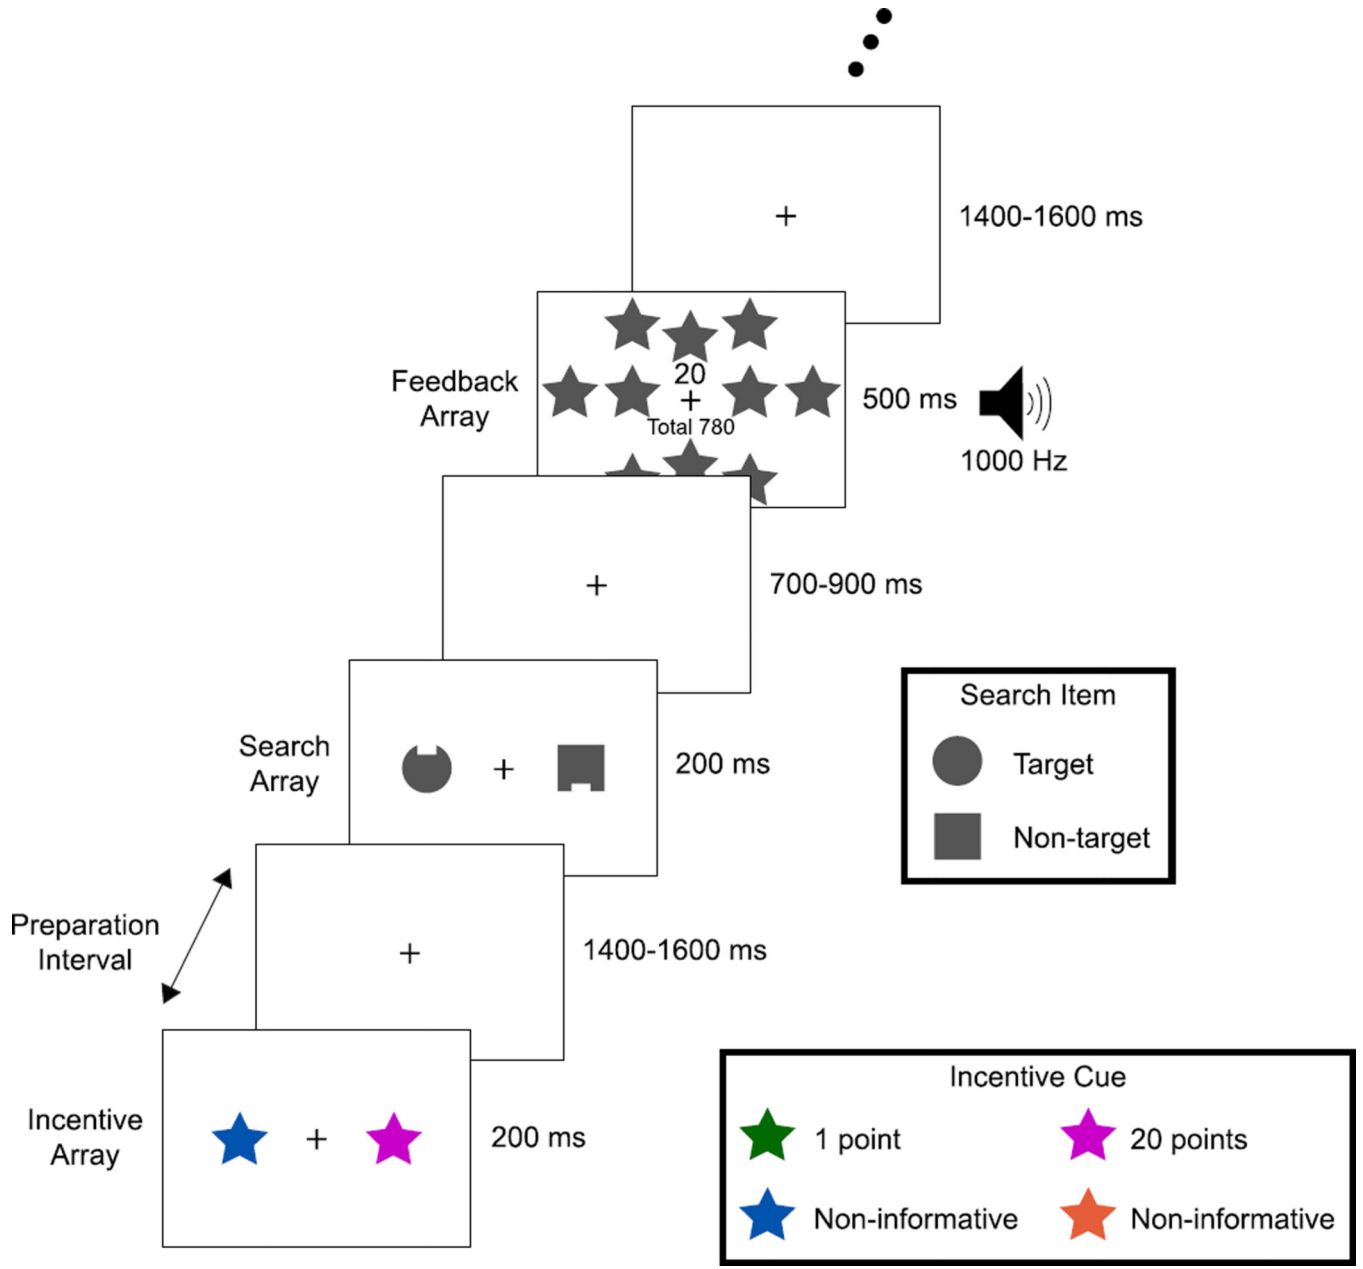 1400-1600 ms
Feedback
Array
20
+
Total 780
500 ms
1000 Hz
700-900 ms
Search
Array
200 ms
Search Item
Target
Non-target
Preparation
Interval
1400-1600 ms
Incentive
Array
200 ms
Incentive Cue
1 point
20 points
Non-informative
Non-informative